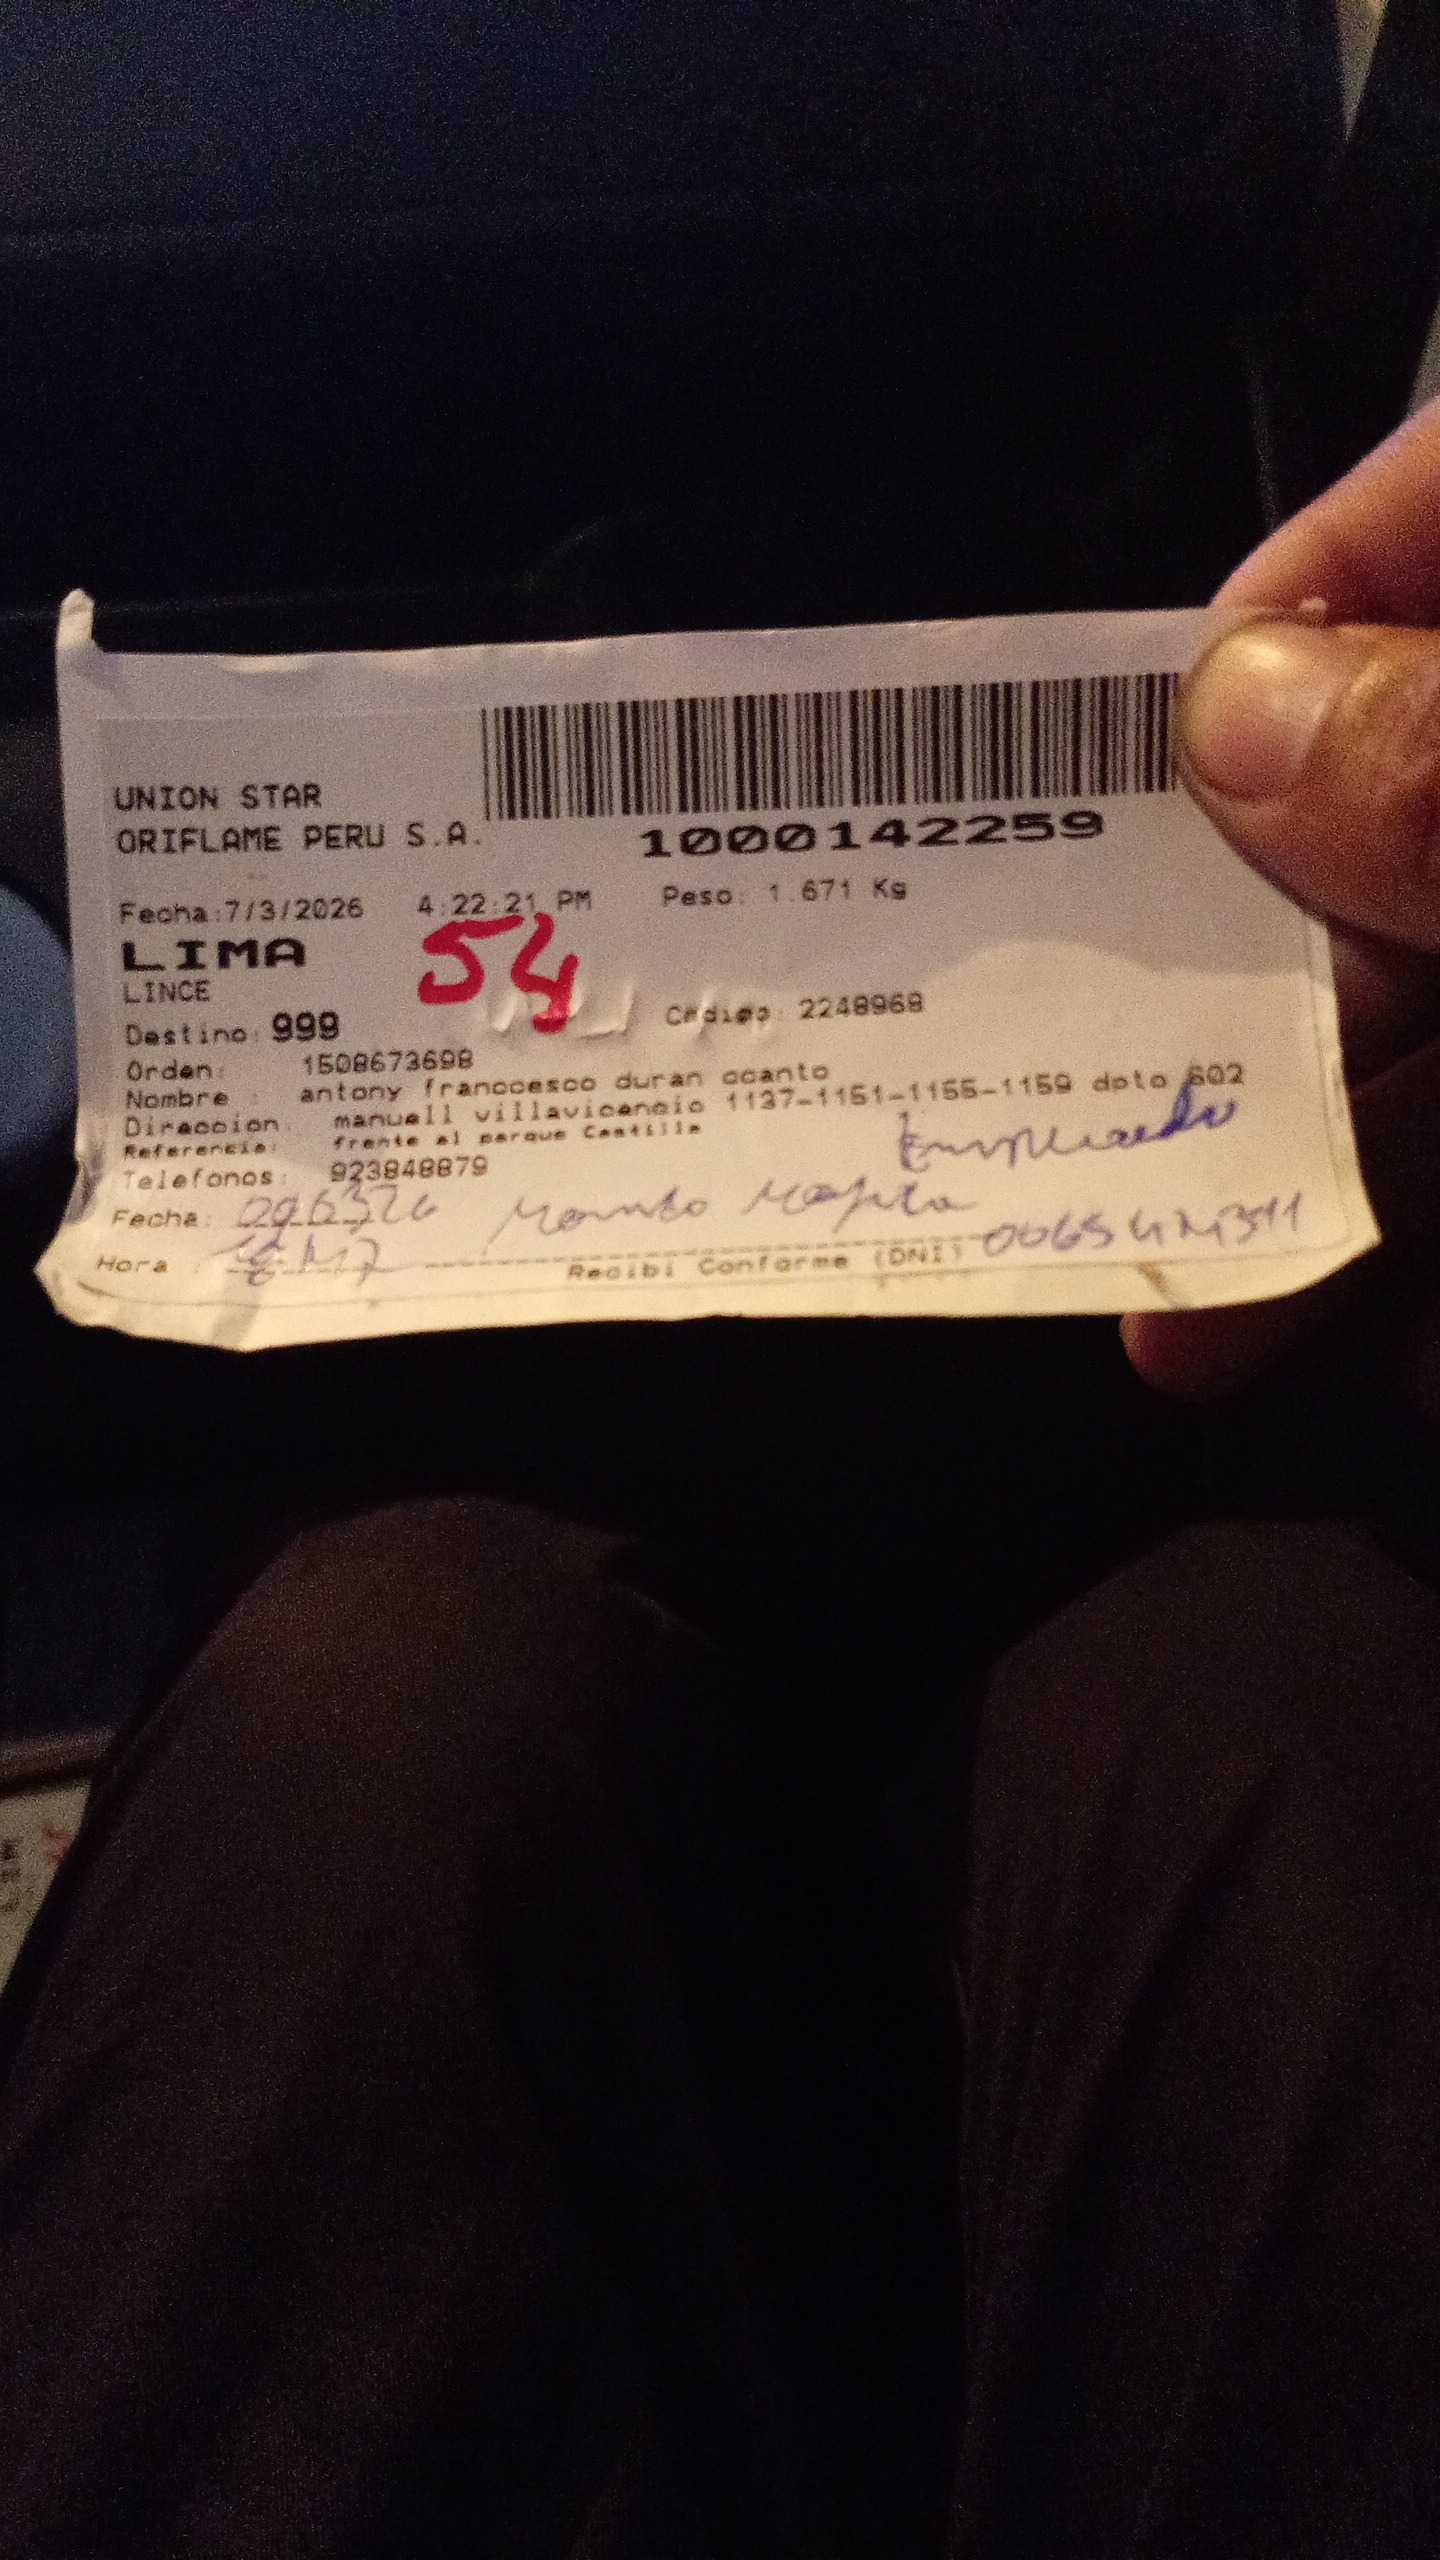 UNION STAR
ORIFLAME PERU S.A.
1000142259
Fecha:7/3/2026 4:22:21 PM Peso: 1.671 Kg
LIMA
54
LINCE
Destino: 999 Código: 2248968
Orden: 1508673698
Nombre : antony francesco duran ocanto
Direccion: manuell villavicencio 1137-1151-1155-1159 dpto 602
Referencia: frente al parque Castilla
Telefonos: 923848879
Fecha:
Hora :
Recibi Conforme (DNI)